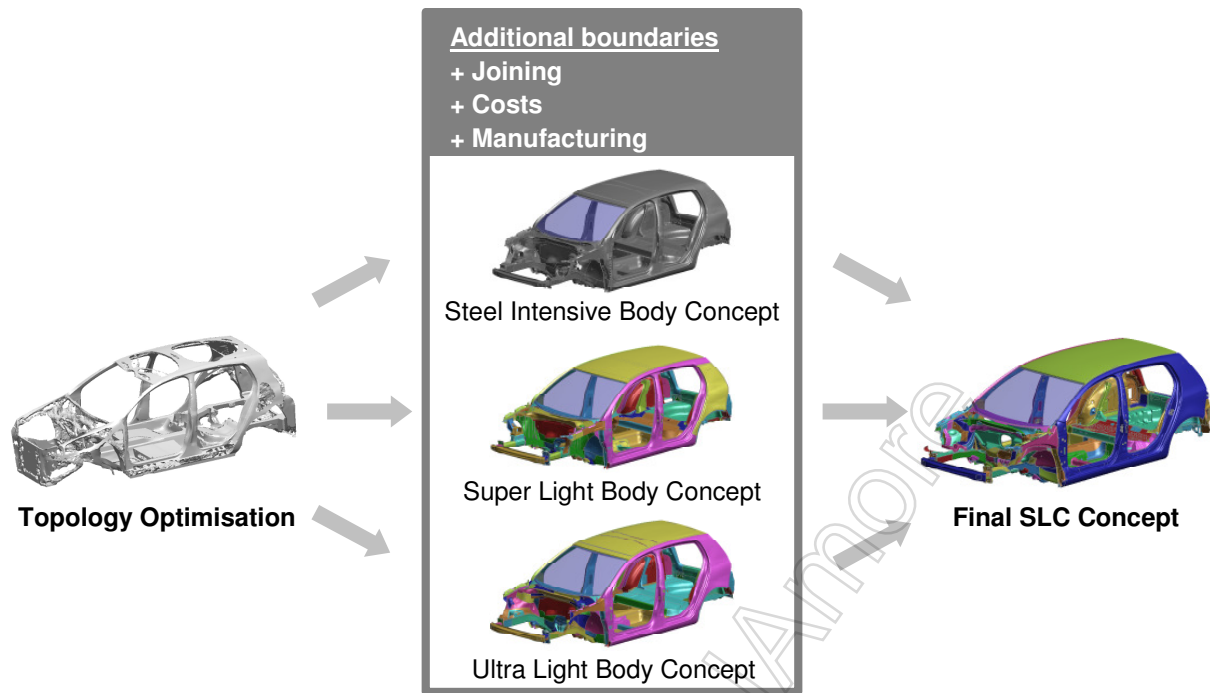 Additional boundaries
+ Joining
+ Costs
+ Manufacturing
Steel Intensive Body Concept
Super Light Body Concept
Topology Optimisation
Final SLC Concept
Ultra Light Body Concept